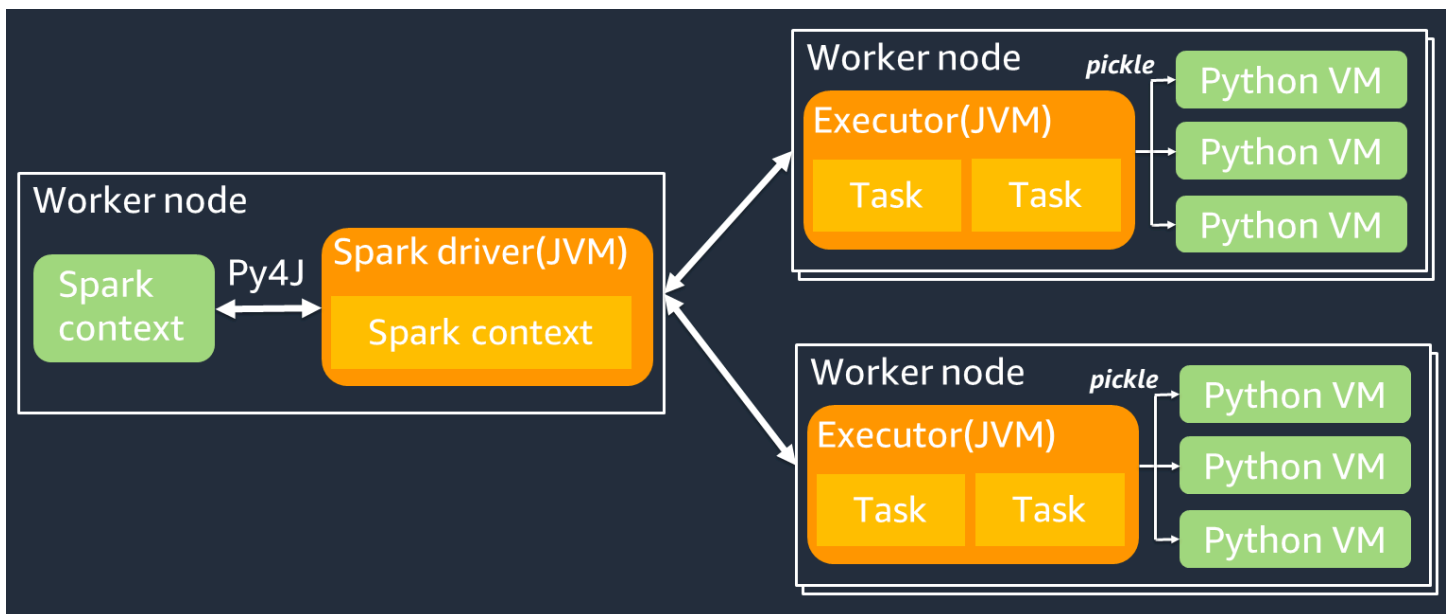 Worker node
Spark
context
Py4J
Spark driver(JVM)
Spark context
Worker node
pickle
Executor(JVM)
Task
Task
Python VM
Python VM
Python VM
Worker node
pickle
Executor(JVM)
Task
Task
Python VM
Python VM
Python VM